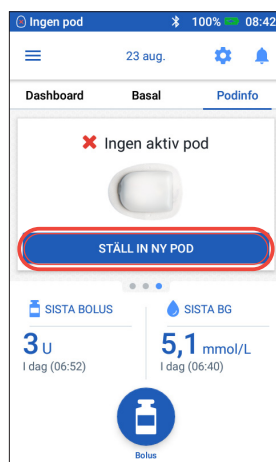 Ingen pod 100% 08:42
23 aug.
Dashboard Basal Podinfo
Ingen aktiv pod
STÄLL IN NY POD
SISTA BOLUS SISTA BG
3 U 5,1 mmol/L
I dag (06:52) I dag (06:40)
Bolus